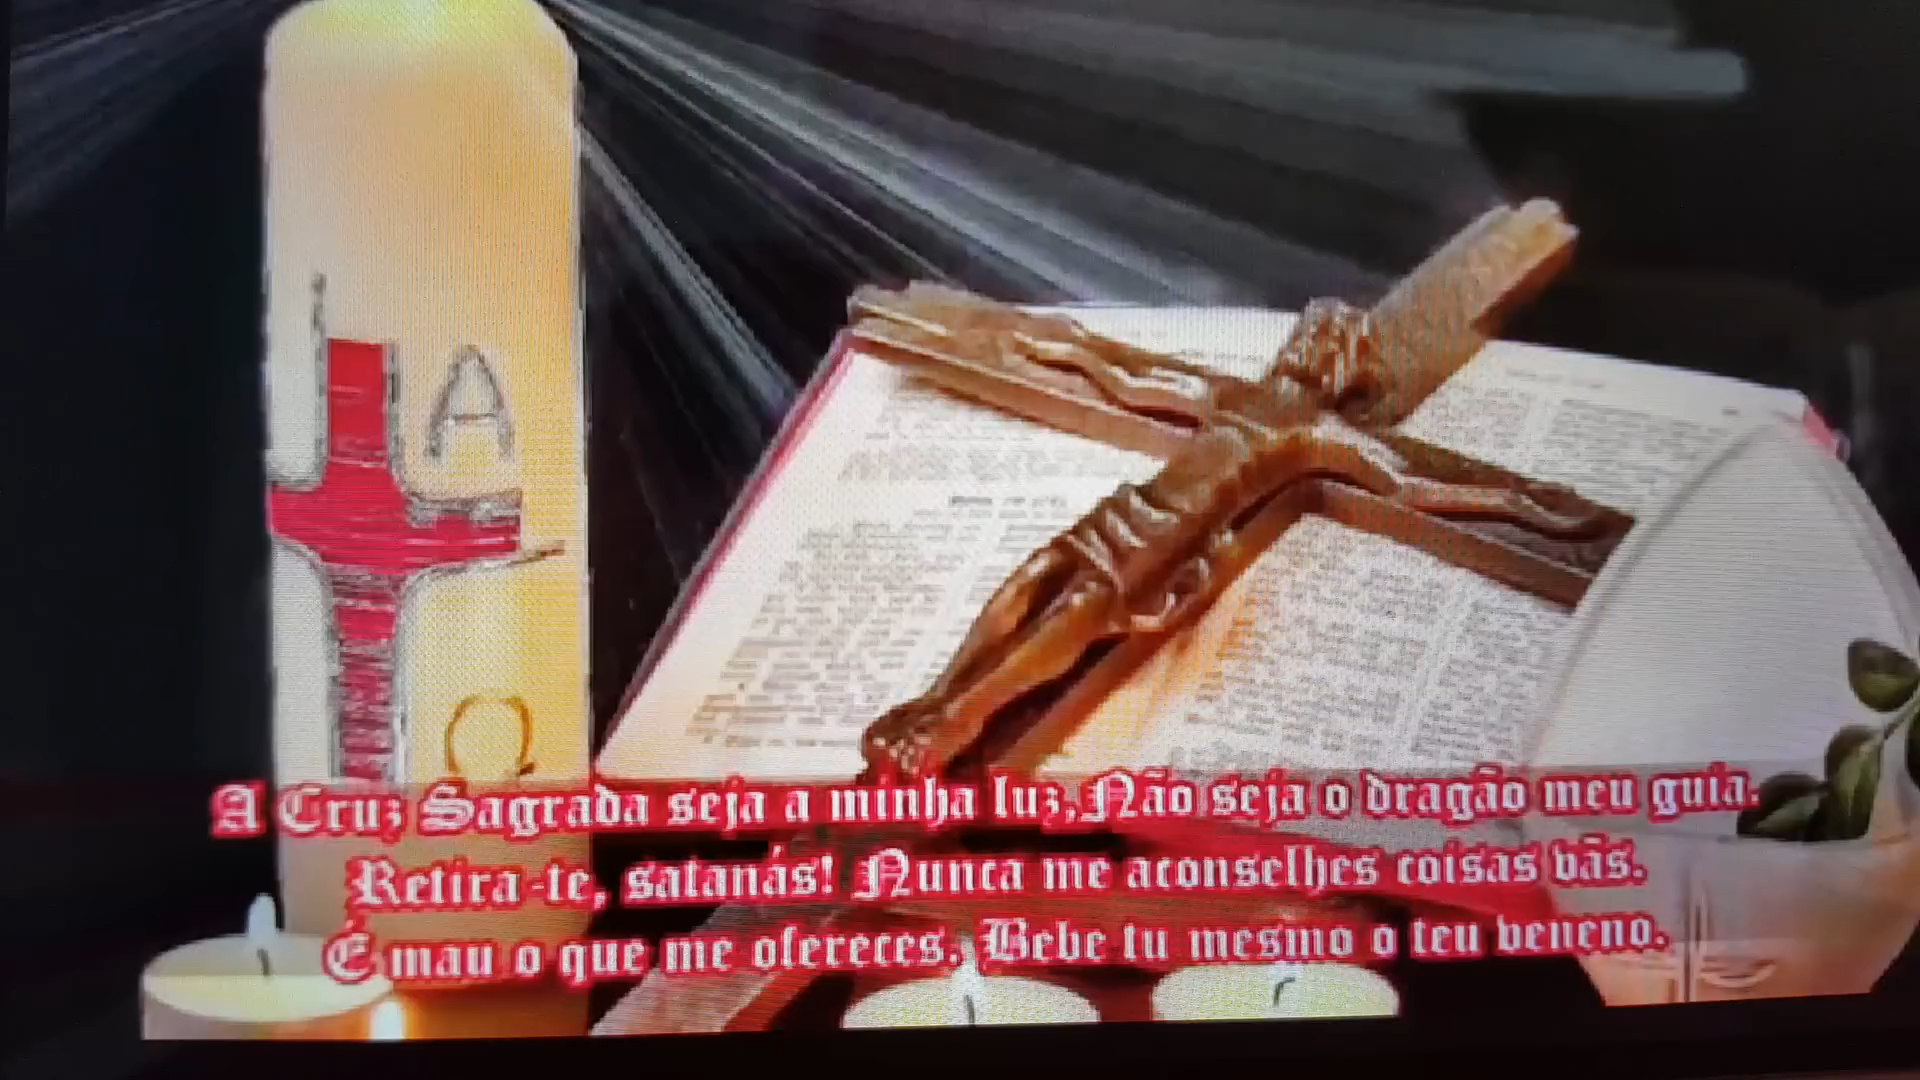 A
Ω
A Cruz Sagrada seja a minha luz,Não seja o dragão meu guia.
Retira-te, satanás! Nunca me aconselhes coisas vãs.
É mau o que me ofereces. Bebe tu mesmo o teu veneno.